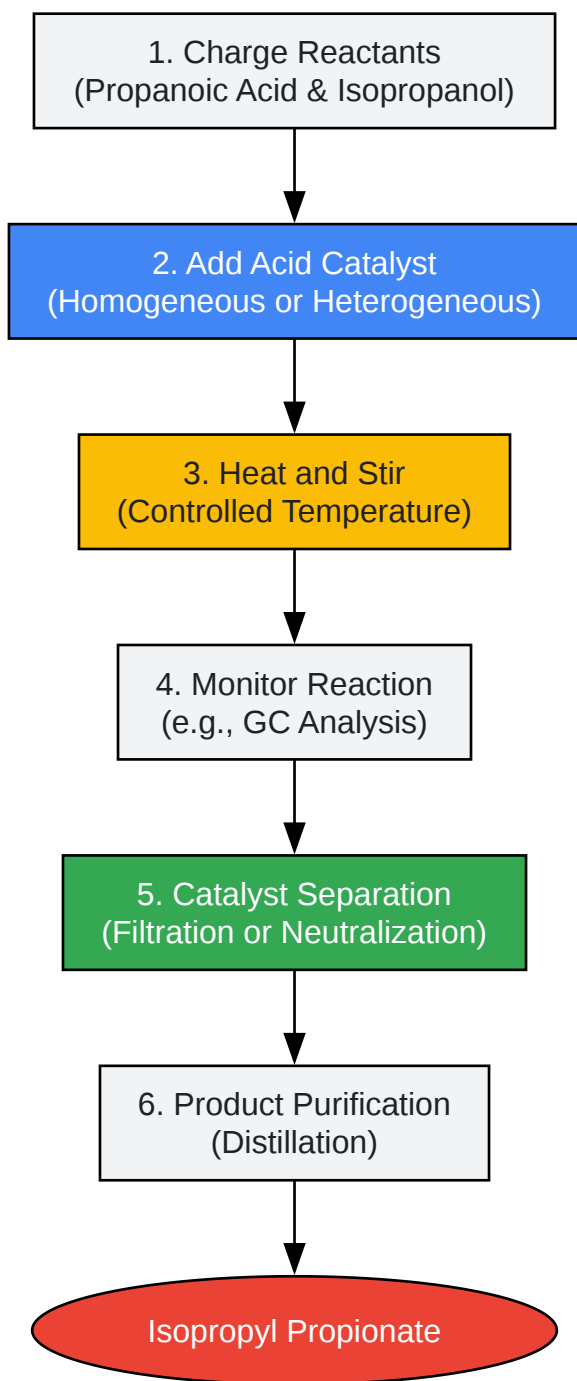 1. Charge Reactants
(Propanoic Acid & Isopropanol)
2. Add Acid Catalyst
(Homogeneous or Heterogeneous)
3. Heat and Stir
(Controlled Temperature)
4. Monitor Reaction
(e.g., GC Analysis)
5. Catalyst Separation
(Filtration or Neutralization)
6. Product Purification
(Distillation)
Isopropyl Propionate